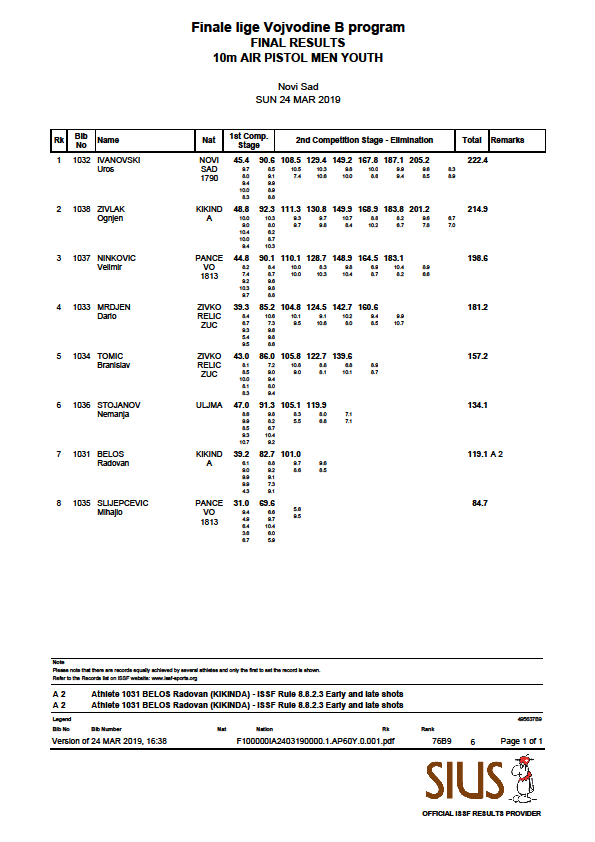 Finale lige Vojvodine B program
FINAL RESULTS
10m AIR PISTOL MEN YOUTH
Novi Sad
SUN 24 MAR 2019
Rk Bib No Name Nat 1st Comp. Stage 2nd Competition Stage - Elimination Total Remarks
1 1032 IVANOVSKI NOVI 45.4 90.6 108.5 129.4 149.2 167.8 187.1 205.2 222.4
Uros SAD 9.7 8.5 10.5 10.3 9.8 10.0 9.9 9.6 8.3
1790 8.0 9.1 7.4 10.6 10.0 8.6 9.4 8.5 8.9
9.4 9.9
10.0 8.9
8.3 8.8
2 1038 ZIVLAK KIKIND 48.8 92.3 111.3 130.8 149.9 168.9 183.8 201.2 214.9
Ognjen A 10.0 10.3 9.3 9.7 10.7 8.8 8.2 9.6 6.7
9.0 8.0 9.7 9.8 8.4 10.2 6.7 7.8 7.0
10.4 6.2
10.0 8.7
9.4 10.3
3 1037 NINKOVIC PANCE 44.8 90.1 110.1 128.7 148.9 164.5 183.1 198.6
Velimir VO 8.2 8.4 10.0 8.3 9.8 6.9 10.4 8.9
1813 7.4 8.7 10.0 10.3 10.4 8.7 8.2 6.6
9.2 9.6
10.3 9.8
9.7 8.8
4 1033 MRDJEN ZIVKO 39.3 85.2 104.8 124.5 142.7 160.6 181.2
Dario RELIC 8.4 10.6 10.1 9.1 10.2 9.4 9.9
ZUC 6.7 7.3 9.5 10.6 8.0 8.5 10.7
9.3 9.6
5.4 9.8
9.5 8.6
5 1034 TOMIC ZIVKO 43.0 86.0 105.8 122.7 139.6 157.2
Branislav RELIC 8.1 7.2 10.8 8.8 6.8 8.9
ZUC 8.5 9.0 9.0 8.1 10.1 8.7
10.0 9.4
8.1 8.0
8.3 9.4
6 1036 STOJANOV ULJMA 47.0 91.3 105.1 119.9 134.1
Nemanja 8.6 9.8 8.3 8.0 7.1
9.9 8.2 5.5 6.8 7.1
8.5 6.7
9.3 10.4
10.7 9.2
7 1031 BELOS KIKIND 39.2 82.7 101.0 119.1 A 2
Radovan A 6.1 8.8 9.7 9.6
9.0 9.2 8.6 8.5
9.9 9.1
9.9 7.3
4.3 9.1
8 1035 SLIJEPCEVIC PANCE 31.0 69.6 84.7
Mihajlo VO 9.4 6.6 5.6
1813 4.9 9.7 9.5
6.4 10.4
3.6 6.0
6.7 5.9
Note
Please note that there are records equally achieved by several athletes and only the first to set the record is shown.
Refer to the Records list on ISSF website: www.issf-sports.org
A 2 Athlete 1031 BELOS Radovan (KIKINDA) - ISSF Rule 8.8.2.3 Early and late shots
A 2 Athlete 1031 BELOS Radovan (KIKINDA) - ISSF Rule 8.8.2.3 Early and late shots
Legend 495637B9
Bib No Bib Number Nat Nation Rk Rank
Version of 24 MAR 2019, 16:38 F100000IA2403190000.1.AP60Y.0.001.pdf 76B9 6 Page 1 of 1
SIUS
OFFICIAL ISSF RESULTS PROVIDER